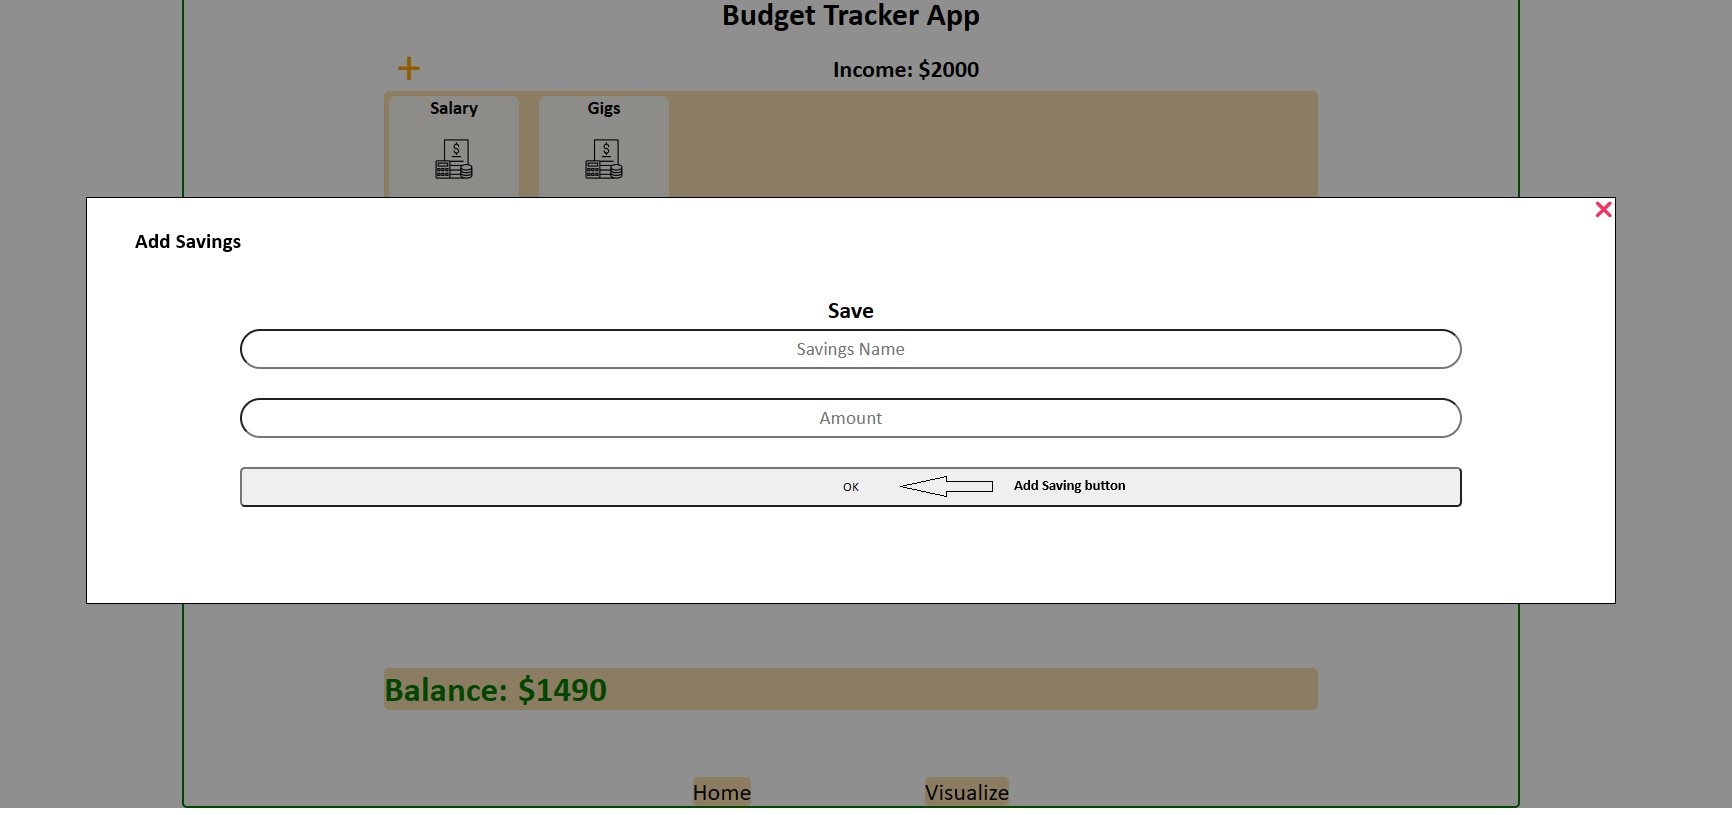 Budget Tracker App
Income: $2000
Salary
Gigs
$
$
Add Savings
Save
Savings Name
Amount
OK
Add Saving button
Balance: $1490
Home
Visualize